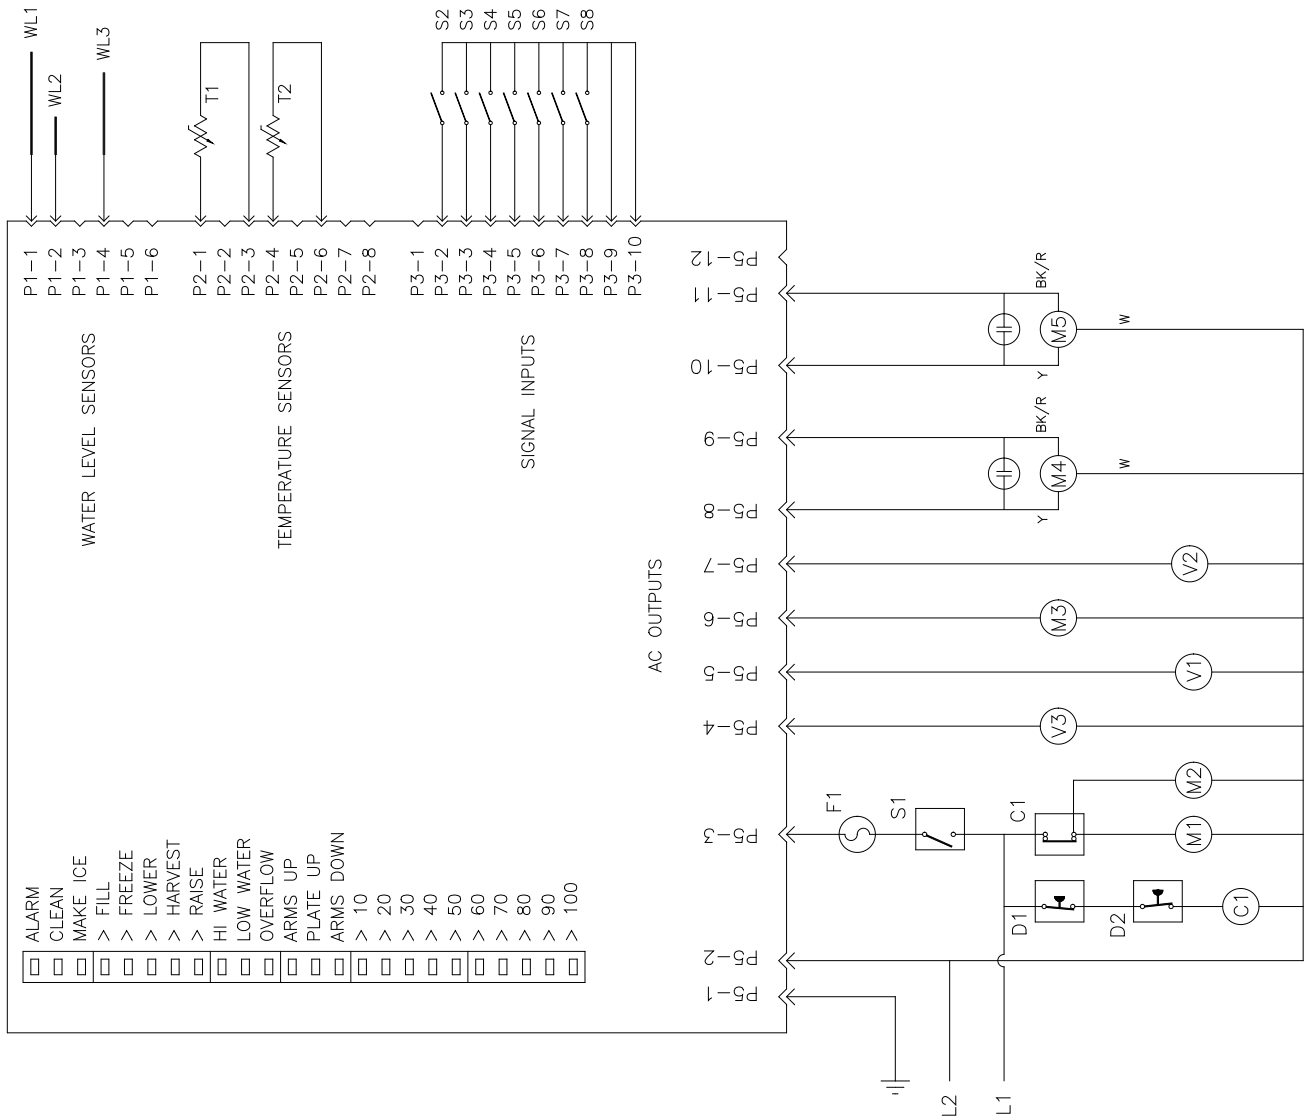 WL1
WL2
WL3
T1
T2
S2
S3
S4
S5
S6
S7
S8
P1-1
P1-2
P1-3
P1-4
P1-5
P1-6
P2-1
P2-2
P2-3
P2-4
P2-5
P2-6
P2-7
P2-8
P3-1
P3-2
P3-3
P3-4
P3-5
P3-6
P3-7
P3-8
P3-9
P3-10
WATER LEVEL SENSORS
TEMPERATURE SENSORS
SIGNAL INPUTS
AC OUTPUTS
P5-12
P5-11
P5-10
P5-9
P5-8
P5-7
P5-6
P5-5
P5-4
P5-3
P5-2
P5-1
BK/R
M5
W
Y
BK/R
M4
W
Y
V2
M3
V1
V3
M2
F1
S1
C1
M1
D1
D2
C1
L2
L1
ALARM
CLEAN
MAKE ICE
> FILL
> FREEZE
> LOWER
> HARVEST
> RAISE
HI WATER
LOW WATER
OVERFLOW
ARMS UP
PLATE UP
ARMS DOWN
> 10
> 20
> 30
> 40
> 50
> 60
> 70
> 80
> 90
> 100